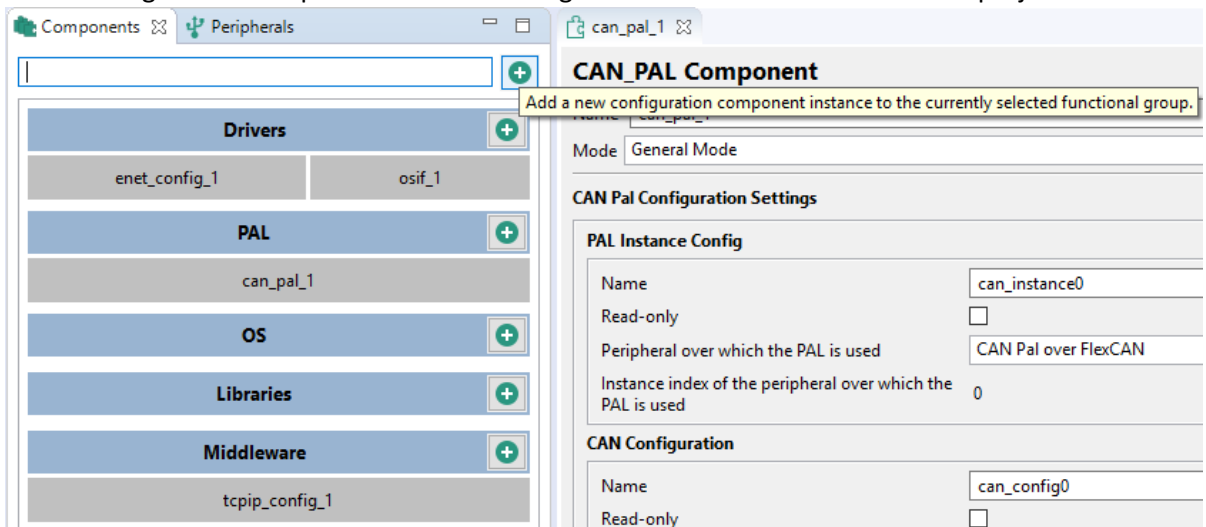 Components
Peripherals
Drivers
enet_config_1
osif_1
PAL
can_pal_1
OS
Libraries
Middleware
tcpip_config_1
can_pal_1
CAN_PAL Component
Add a new configuration component instance to the currently selected functional group.
Mode General Mode
CAN Pal Configuration Settings
PAL Instance Config
Name can_instance0
Read-only
Peripheral over which the PAL is used CAN Pal over FlexCAN
Instance index of the peripheral over which the
PAL is used 0
CAN Configuration
Name can_config0
Read-only